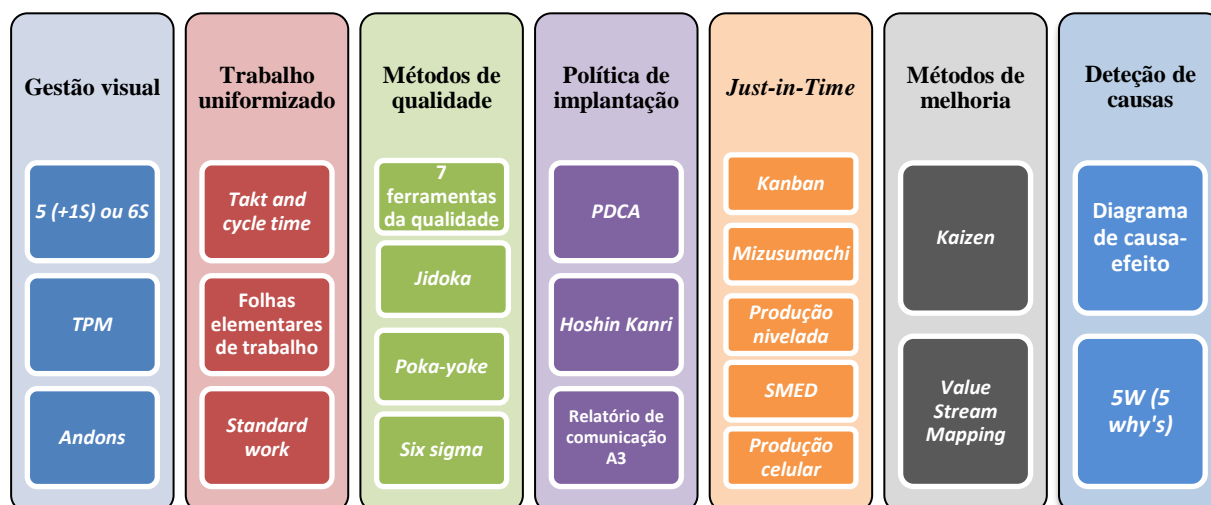 Gestão visual
5 (+1S) ou 6S
TPM
Andons
Trabalho
uniformizado
Takt and
cycle time
Folhas
elementares
de trabalho
Standard
work
Métodos de
qualidade
7
ferramentas
da qualidade
Jidoka
Poka-yoke
Six sigma
Política de
implantação
PDCA
Hoshin Kanri
Relatório de
comunicação
A3
Just-in-Time
Kanban
Mizusumachi
Produção
nivelada
SMED
Produção
celular
Métodos de
melhoria
Kaizen
Value
Stream
Mapping
Deteção de
causas
Diagrama
de causa-
efeito
5W (5
why's)